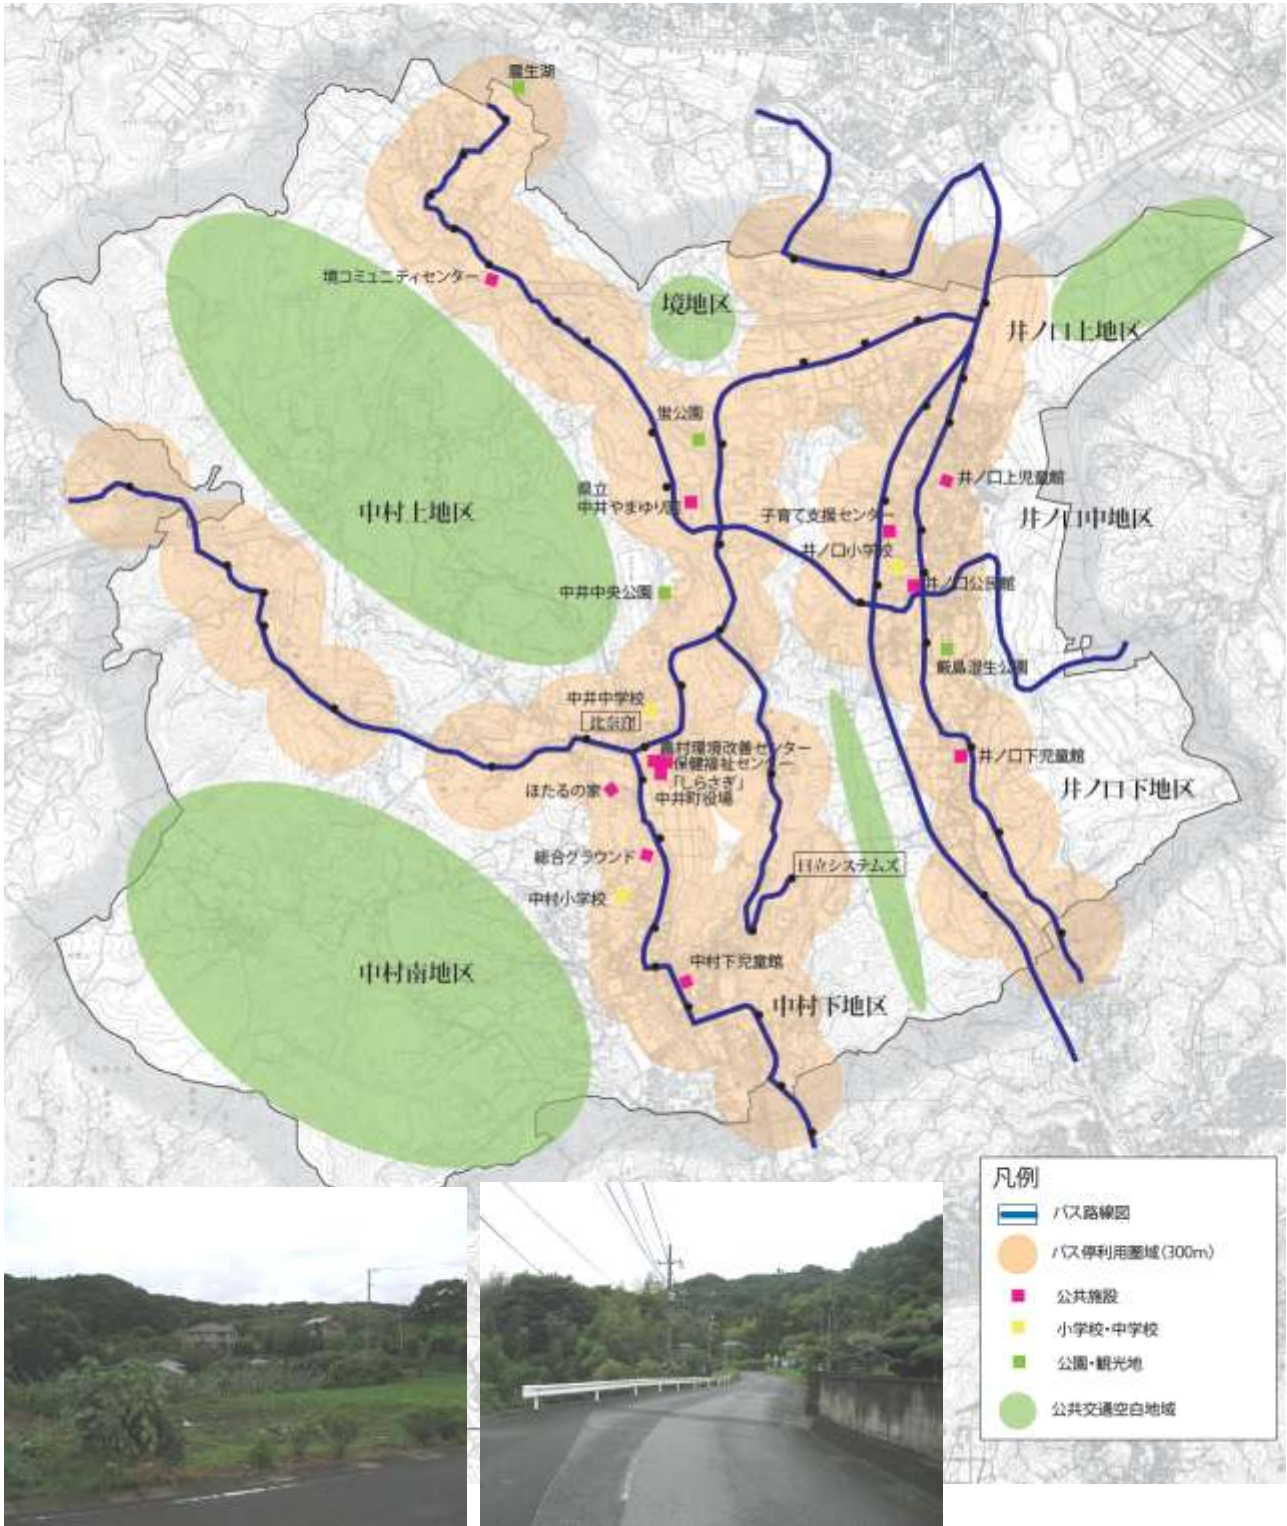 震生湖
境コミュニティセンター
境地区
井ノ口上地区
蛍公園
中村上地区
県立
中井やまゆり園
井ノ口上児童館
子育て支援センター
井ノ口中地区
井ノ口小学校
井ノ口公民館
中井中央公園
厳島湿生公園
中井中学校
比奈窪
農村環境改善センター
保健福祉センター
「しらさぎ」
中井町役場
井ノ口下児童館
ほたるの家
井ノ口下地区
総合グラウンド
日立システムズ
中村小学校
中村下児童館
中村南地区
中村下地区
凡例
バス路線図
バス停利用圏域(300m)
公共施設
小学校・中学校
公園・観光地
公共交通空白地域